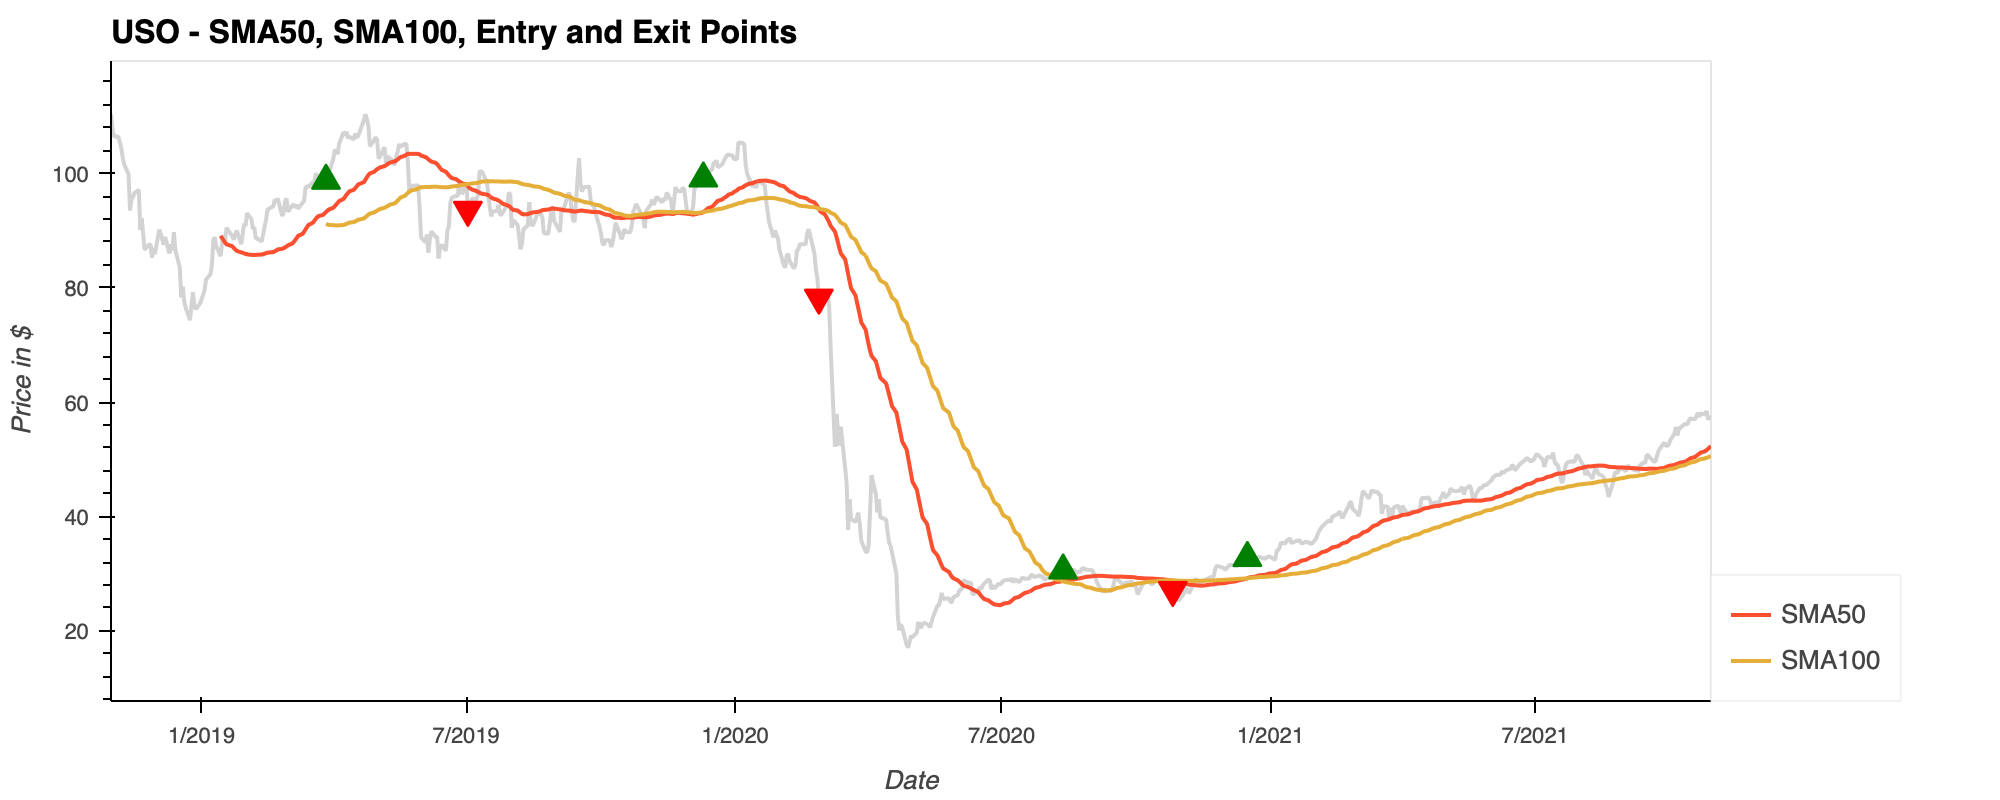 USO - SMA50, SMA100, Entry and Exit Points
Price in $
100
80
60
40
20
1/2019
7/2019
1/2020
7/2020
1/2021
7/2021
Date
SMA50
SMA100